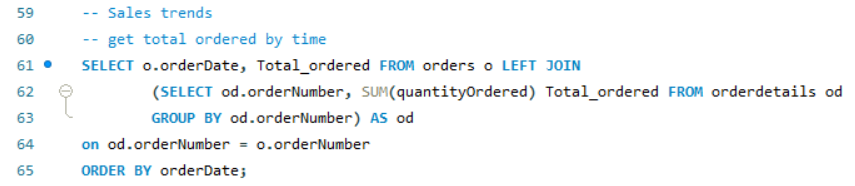 59 -- Sales trends
60 -- get total ordered by time
61 SELECT o.orderDate, Total_ordered FROM orders o LEFT JOIN
62 (SELECT od.orderNumber, SUM(quantityOrdered) Total_ordered FROM orderdetails od
63 GROUP BY od.orderNumber) AS od
64 on od.orderNumber = o.orderNumber
65 ORDER BY orderDate;